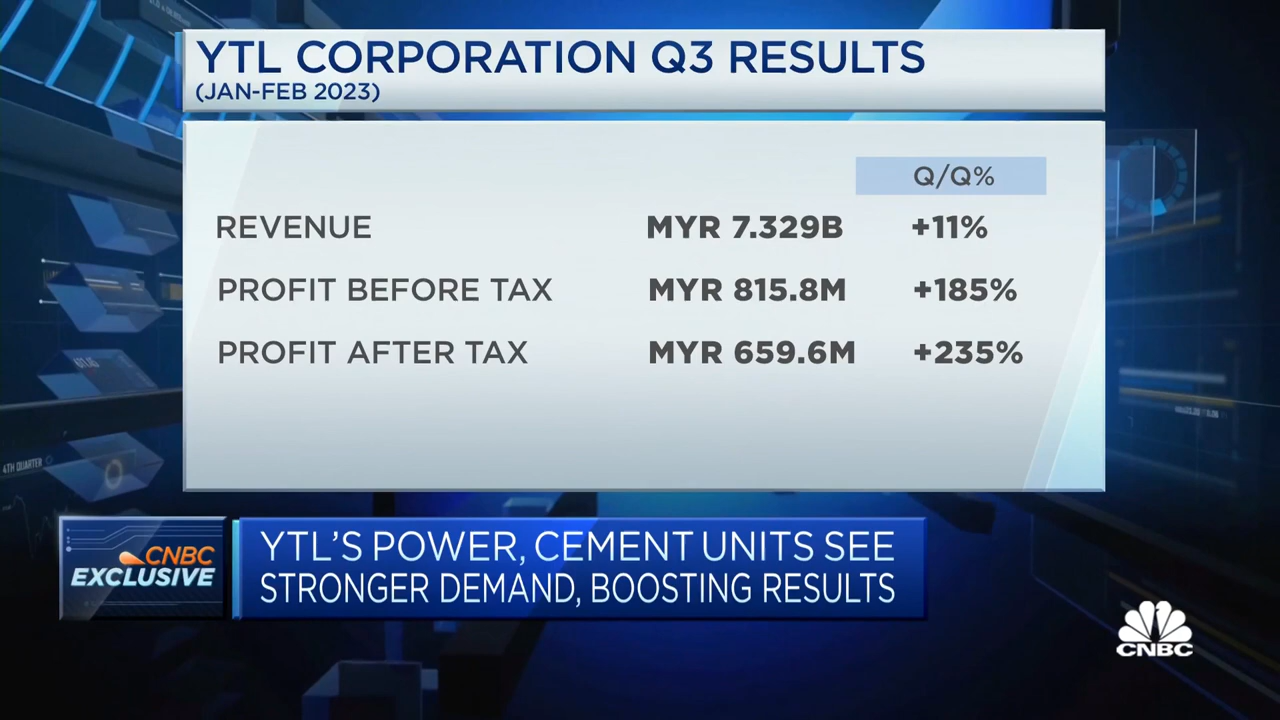 YTL CORPORATION Q3 RESULTS
(JAN-FEB 2023)
Q/Q%
REVENUE MYR 7.329B +11%
PROFIT BEFORE TAX MYR 815.8M +185%
PROFIT AFTER TAX MYR 659.6M +235%
4TH QUARTER
CNBC
EXCLUSIVE
YTL'S POWER, CEMENT UNITS SEE
STRONGER DEMAND, BOOSTING RESULTS
CNBC